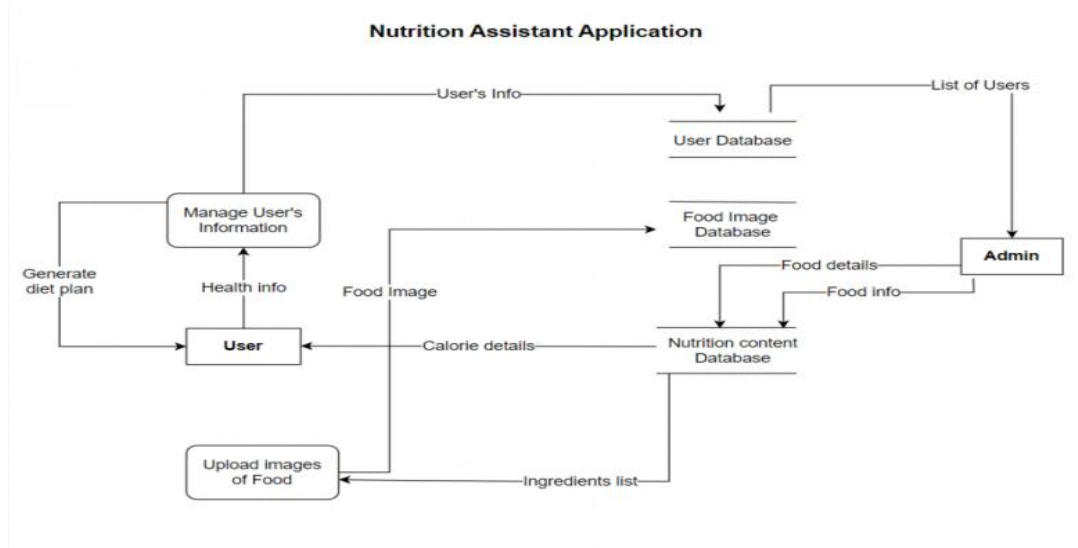 Nutrition Assistant Application
User's Info
List of Users
User Database
Manage User's
Information
Food Image
Database
Admin
Generate
diet plan
Health info
Food Image
Food details
Food info
User
Calorie details
Nutrition content
Database
Upload images
of Food
Ingredients list